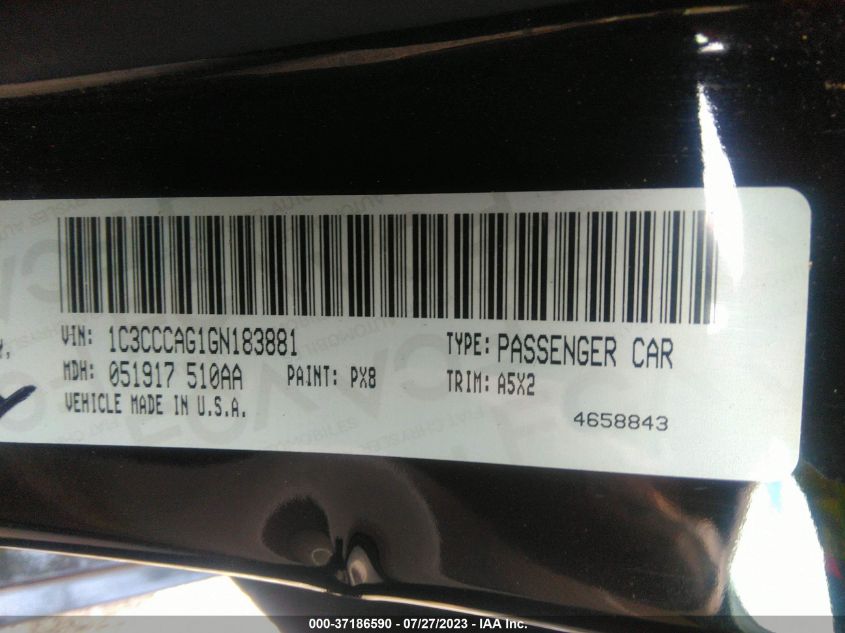 VIN: 1C3CCCAG1GN183881 TYPE: PASSENGER CAR
MDH: 051917 510AA PAINT: PX8 TRIM: A5X2
VEHICLE MADE IN U.S.A.
4658843
000-37186590 - 07/27/2023 - IAA Inc.